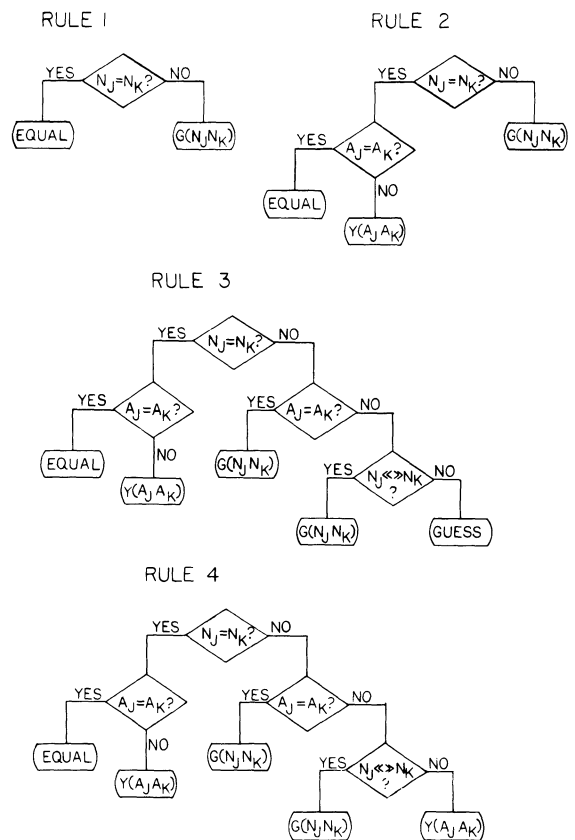 RULE 1
YES N_J=N_K? NO
EQUAL G(N_J N_K)
RULE 2
YES N_J=N_K? NO
YES A_J=A_K? G(N_J N_K)
EQUAL NO
Y(A_J A_K)
RULE 3
YES N_J=N_K? NO
YES A_J=A_K? YES A_J=A_K? NO
EQUAL NO G(N_J N_K)
Y(A_J A_K) YES N_J«»N_K NO
?
G(N_J N_K) GUESS
RULE 4
YES N_J=N_K? NO
YES A_J=A_K? YES A_J=A_K? NO
EQUAL NO G(N_J N_K)
Y(A_J A_K) YES N_J«»N_K NO
?
G(N_J N_K) Y(A_J A_K)